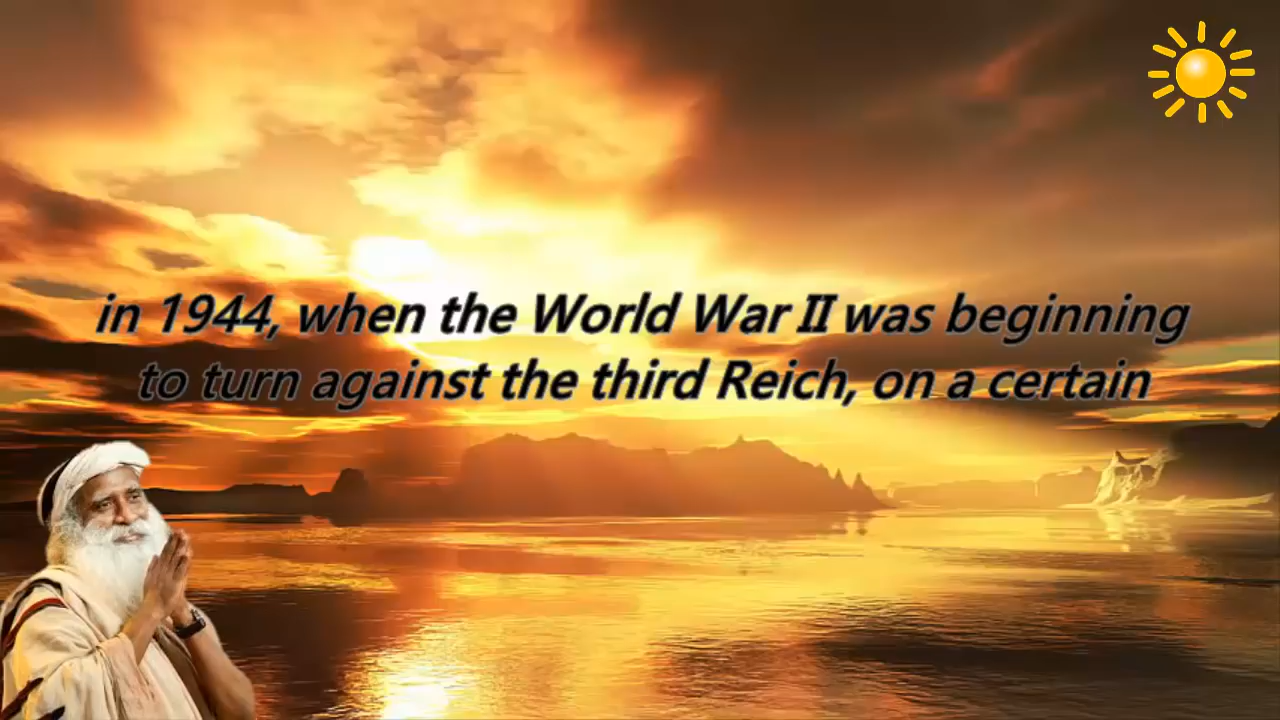 in 1944, when the World War II was beginning
to turn against the third Reich, on a certain